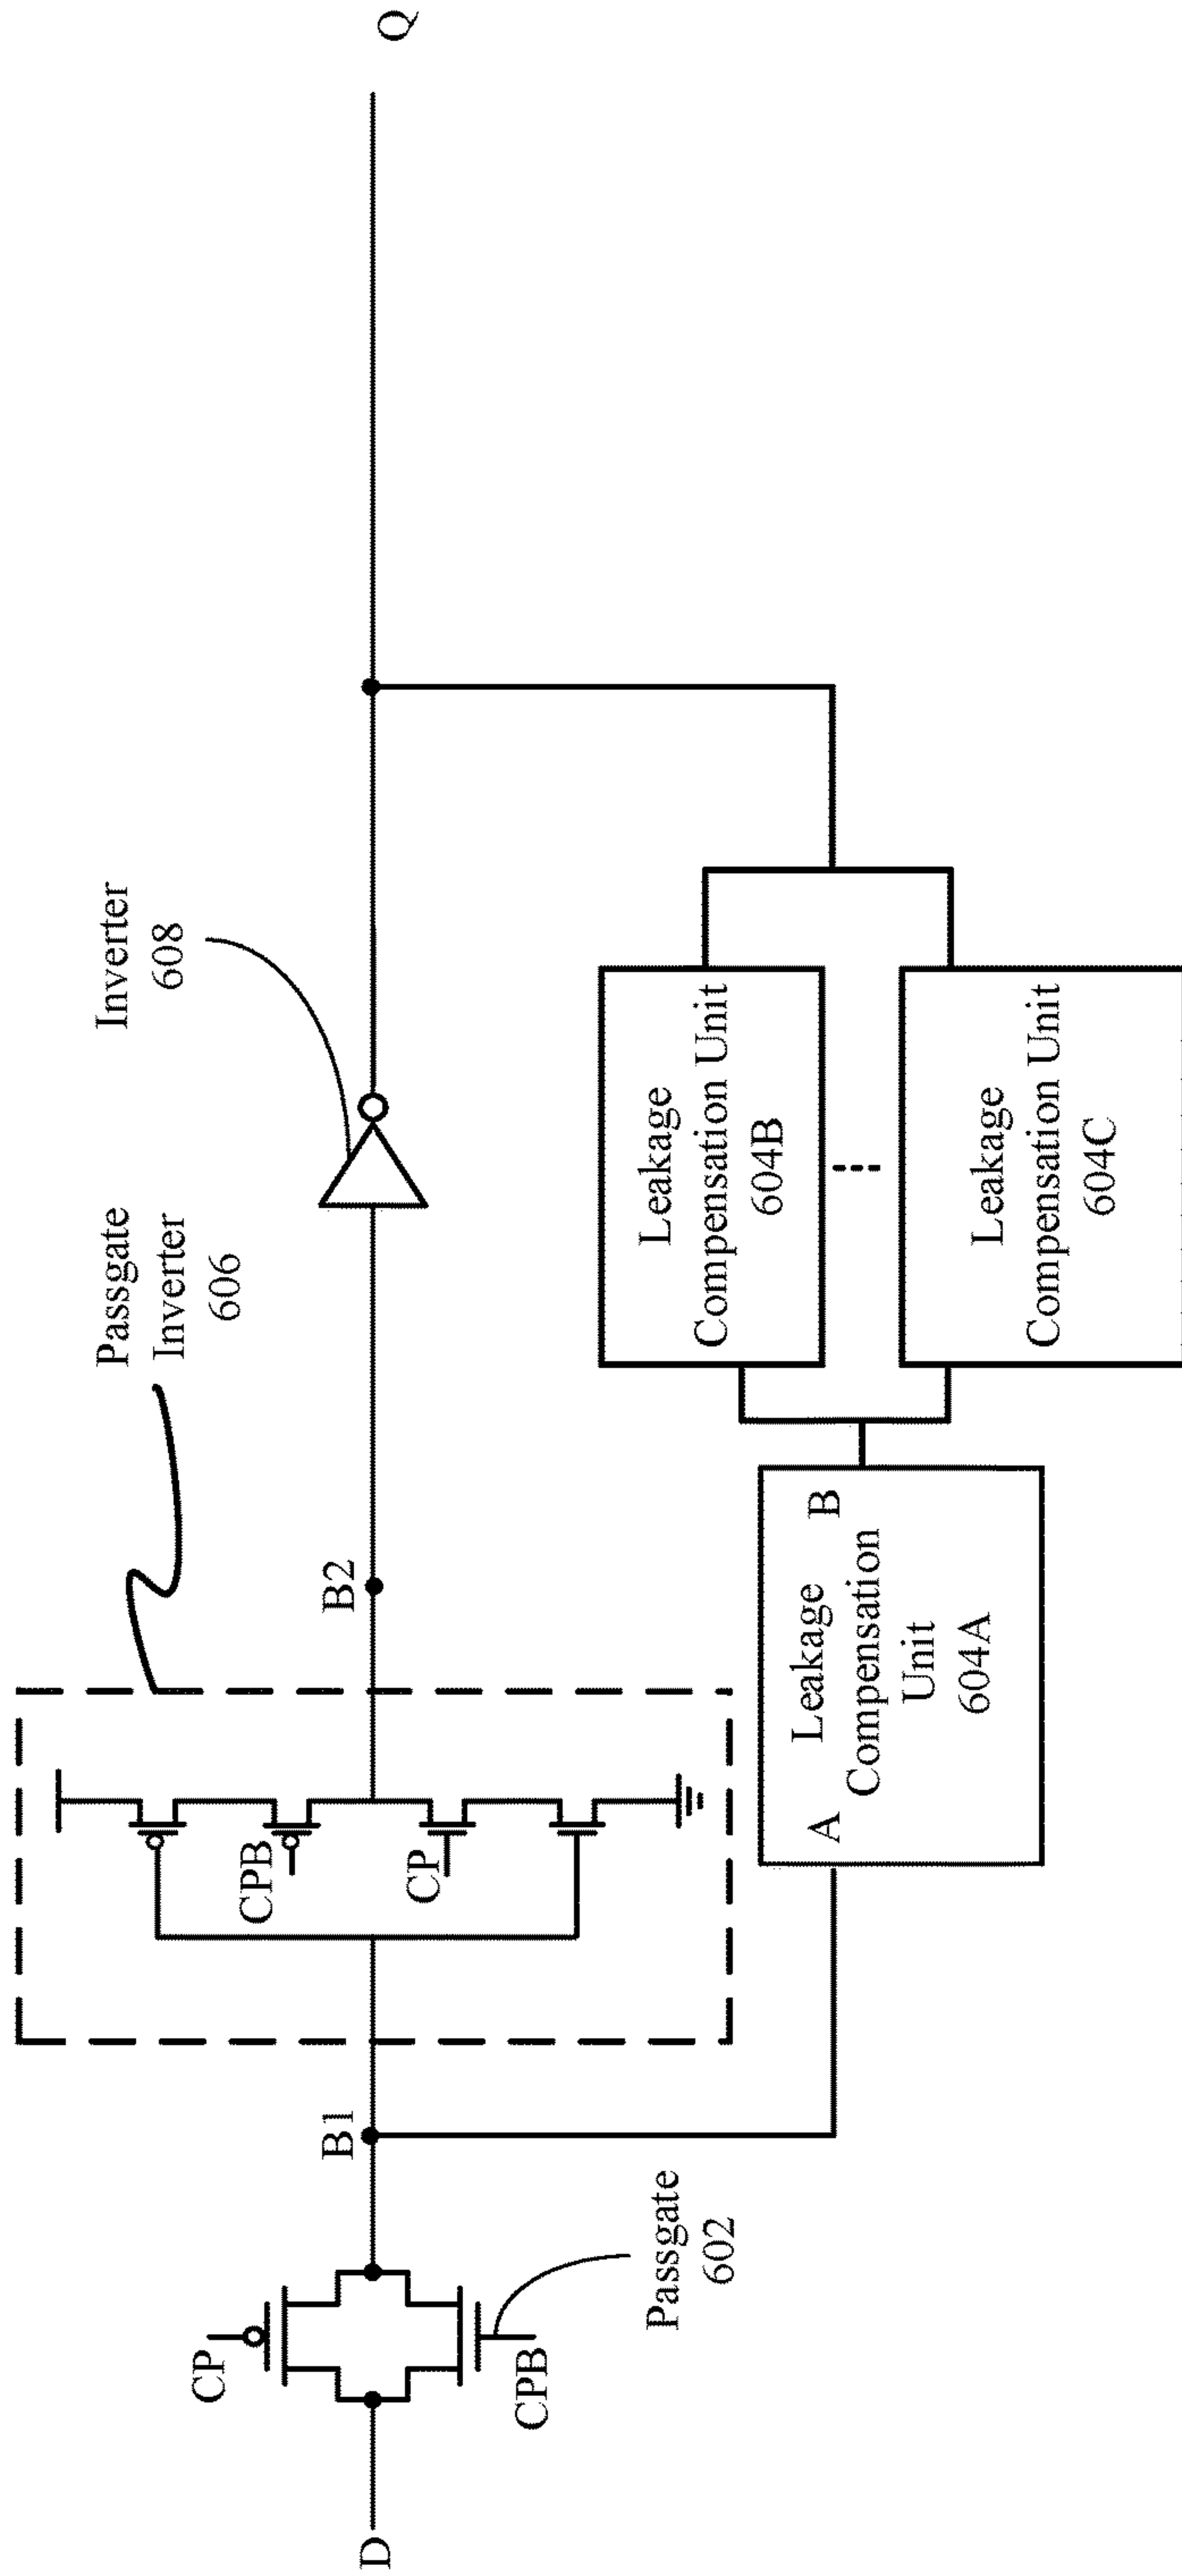 D
CP
CPB
Passgate
602
B1
CPB
CP
Passgate
Inverter
606
B2
Inverter
608
Q
A
Leakage
Compensation
Unit
604A
B
Leakage
Compensation Unit
604B
Leakage
Compensation Unit
604C